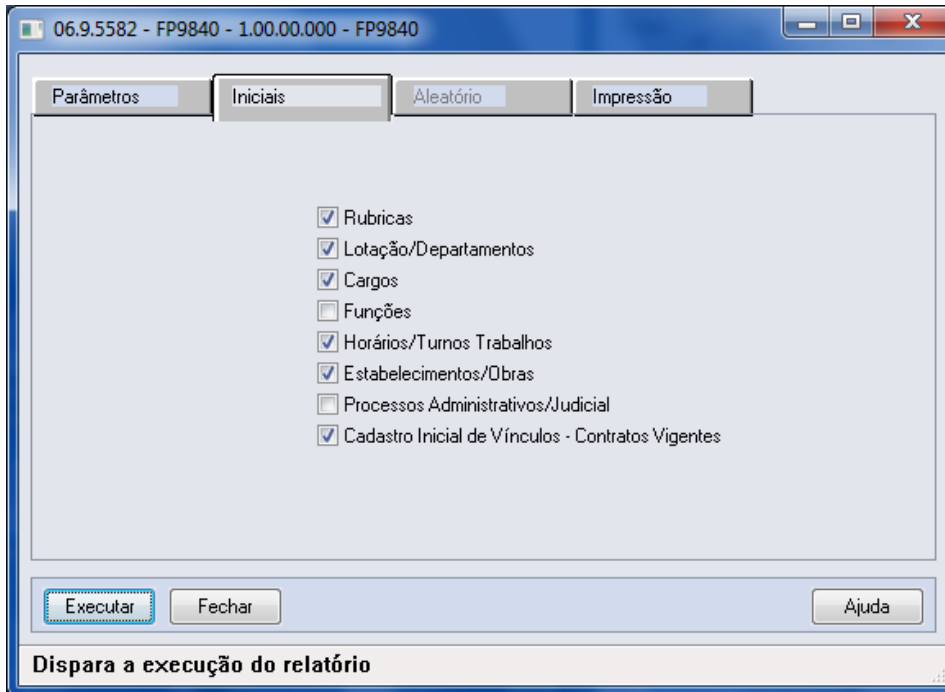 06.9.5582 - FP9840 - 1.00.00.000 - FP9840
Parâmetros Iniciais Aleatório Impressão
Rubricas
Lotação/Departamentos
Cargos
Funções
Horários/Turnos Trabalhos
Estabelecimentos/Obras
Processos Administrativos/Judicial
Cadastro Inicial de Vínculos - Contratos Vigentes
Executar Fechar Ajuda
Dispara a execução do relatório